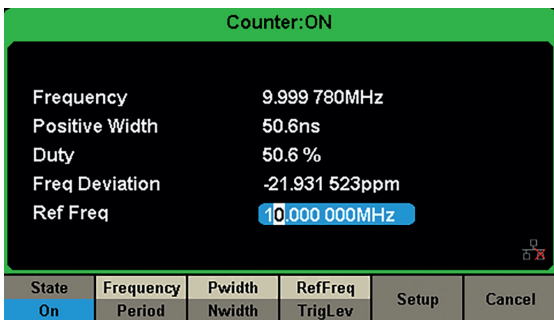 Counter:ON
Frequency 9.999 780MHz
Positive Width 50.6ns
Duty 50.6 %
Freq Deviation -21.931 523ppm
Ref Freq 10.000 000MHz
State Frequency Pwidth RefFreq Setup Cancel
On Period Nwidth TrigLev